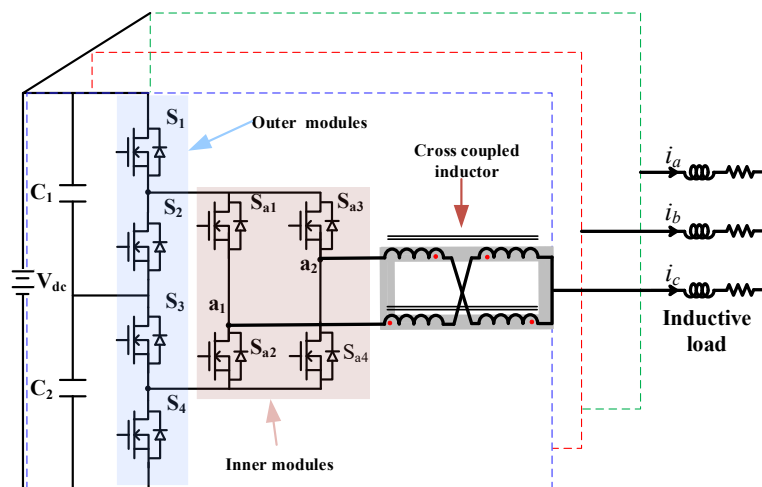 S1
Outer modules
Cross coupled
inductor
ia
C1
S2
Sa1
Sa3
ib
a2
Vdc
S3
a1
ic
Inductive
load
Sa2
Sa4
C2
S4
Inner modules